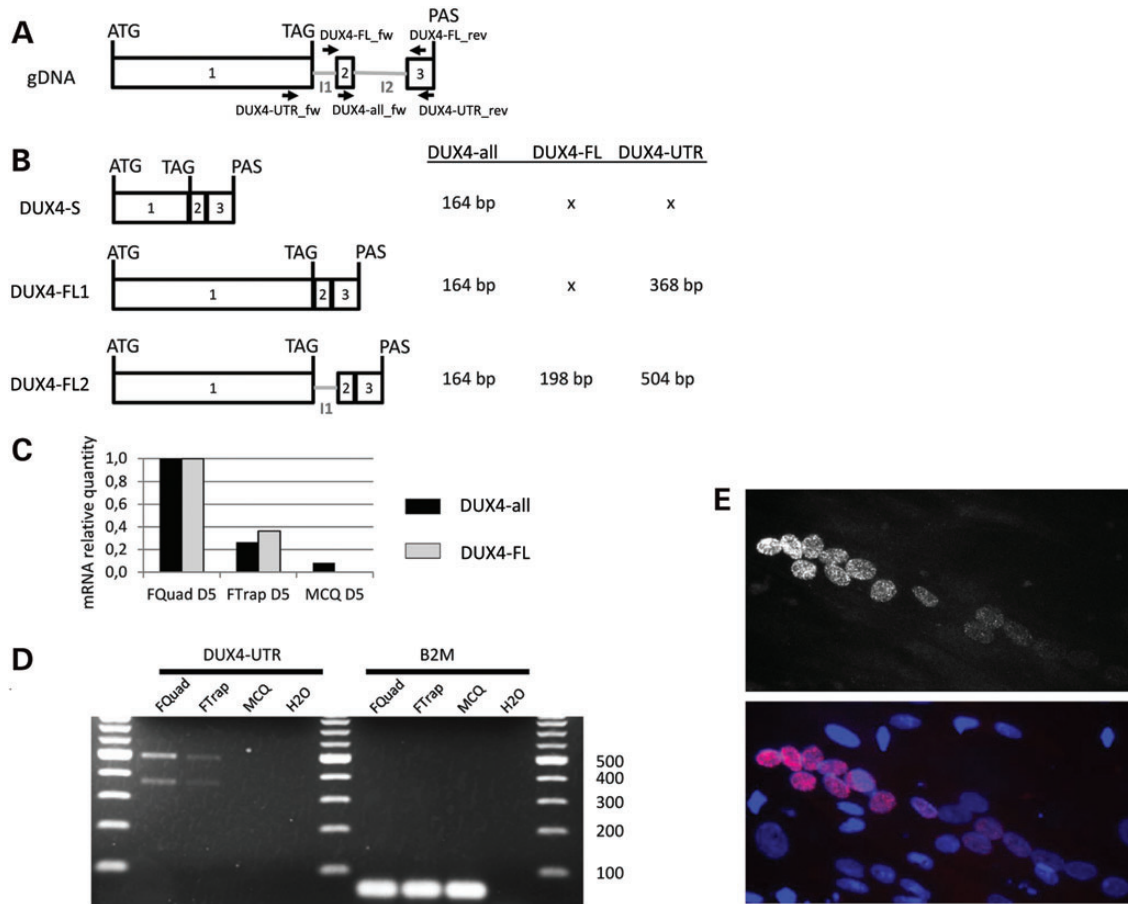 A
gDNA
ATG
TAG
PAS
DUX4-FL_fw
DUX4-FL_rev
1
I1
2
I2
3
DUX4-UTR_fw
DUX4-all_fw
DUX4-UTR_rev
B
DUX4-all DUX4-FL DUX4-UTR
ATG TAG PAS
DUX4-S 1 2 3 164 bp x x
ATG TAG PAS
DUX4-FL1 1 2 3 164 bp x 368 bp
ATG TAG PAS
DUX4-FL2 1 2 3 164 bp 198 bp 504 bp
I1
C
mRNA relative quantity
1,0
0,8
0,6
0,4
0,2
0,0
FQuad D5 FTrap D5 MCQ D5
DUX4-all
DUX4-FL
D
DUX4-UTR B2M
FQuad FTrap MCQ H2O FQuad FTrap MCQ H2O
500
400
300
200
100
E